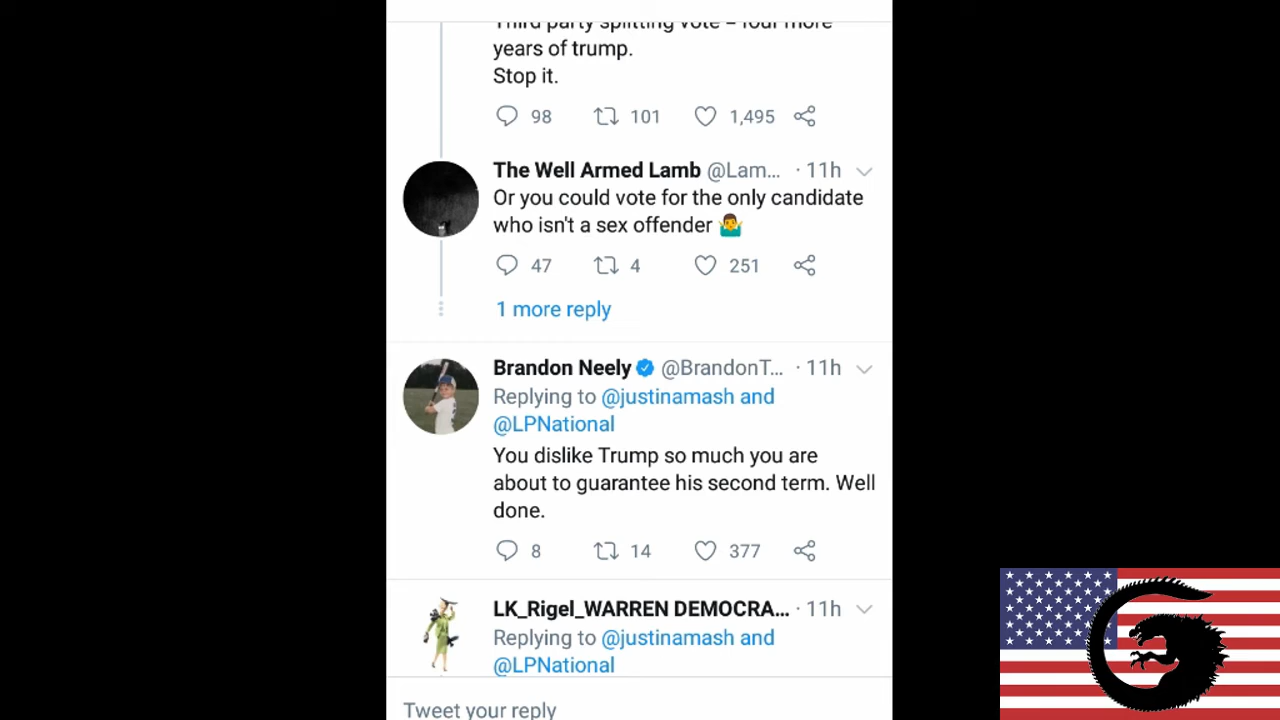 Third party splitting vote = four more
years of trump.
Stop it.
98 101 1,495
The Well Armed Lamb @Lam... · 11h
Or you could vote for the only candidate
who isn't a sex offender 🤷‍♂️
47 4 251
1 more reply
Brandon Neely @BrandonT... · 11h
Replying to @justinamash and
@LPNational
You dislike Trump so much you are
about to guarantee his second term. Well
done.
8 14 377
LK_Rigel_WARREN DEMOCRA... · 11h
Replying to @justinamash and
@LPNational
Tweet your reply